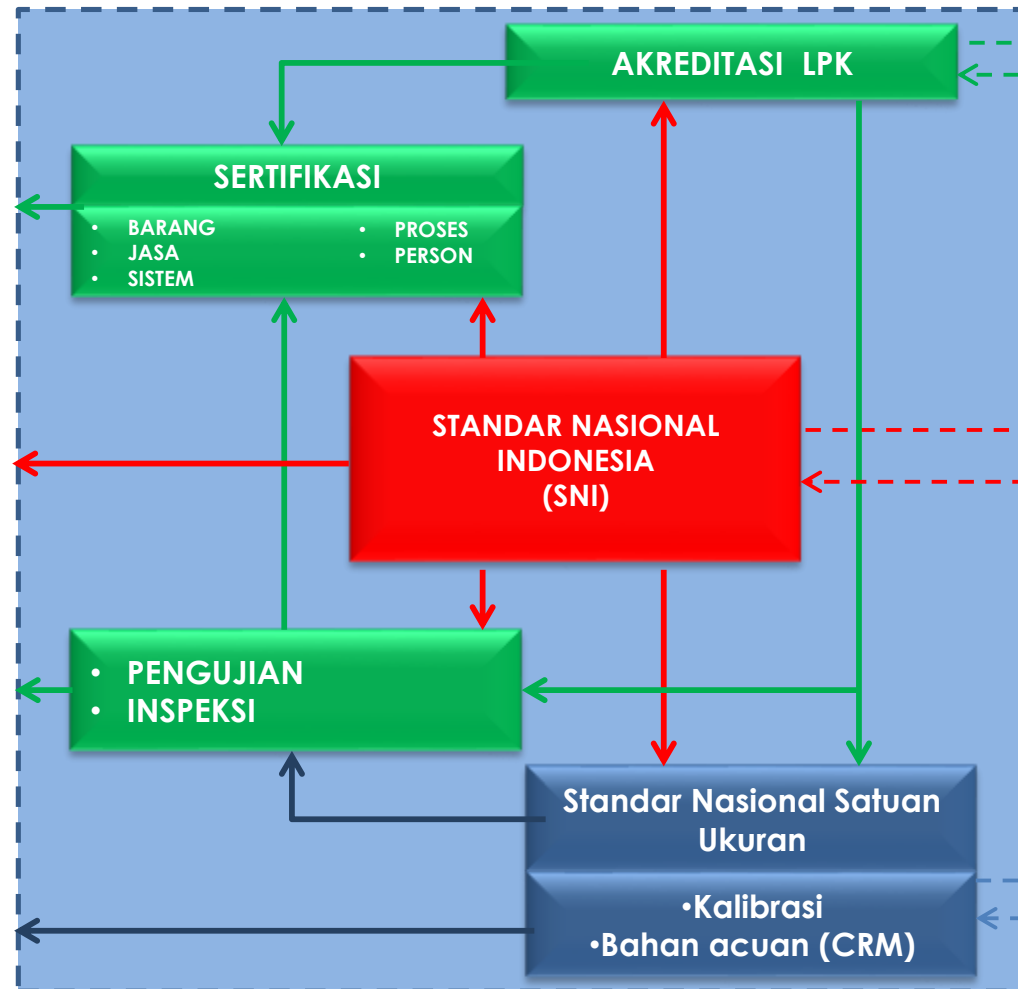 AKREDITASI LPK
SERTIFIKASI
• BARANG
• JASA
• SISTEM
• PROSES
• PERSON
STANDAR NASIONAL
INDONESIA
(SNI)
• PENGUJIAN
• INSPEKSI
Standar Nasional Satuan
Ukuran
•Kalibrasi
•Bahan acuan (CRM)